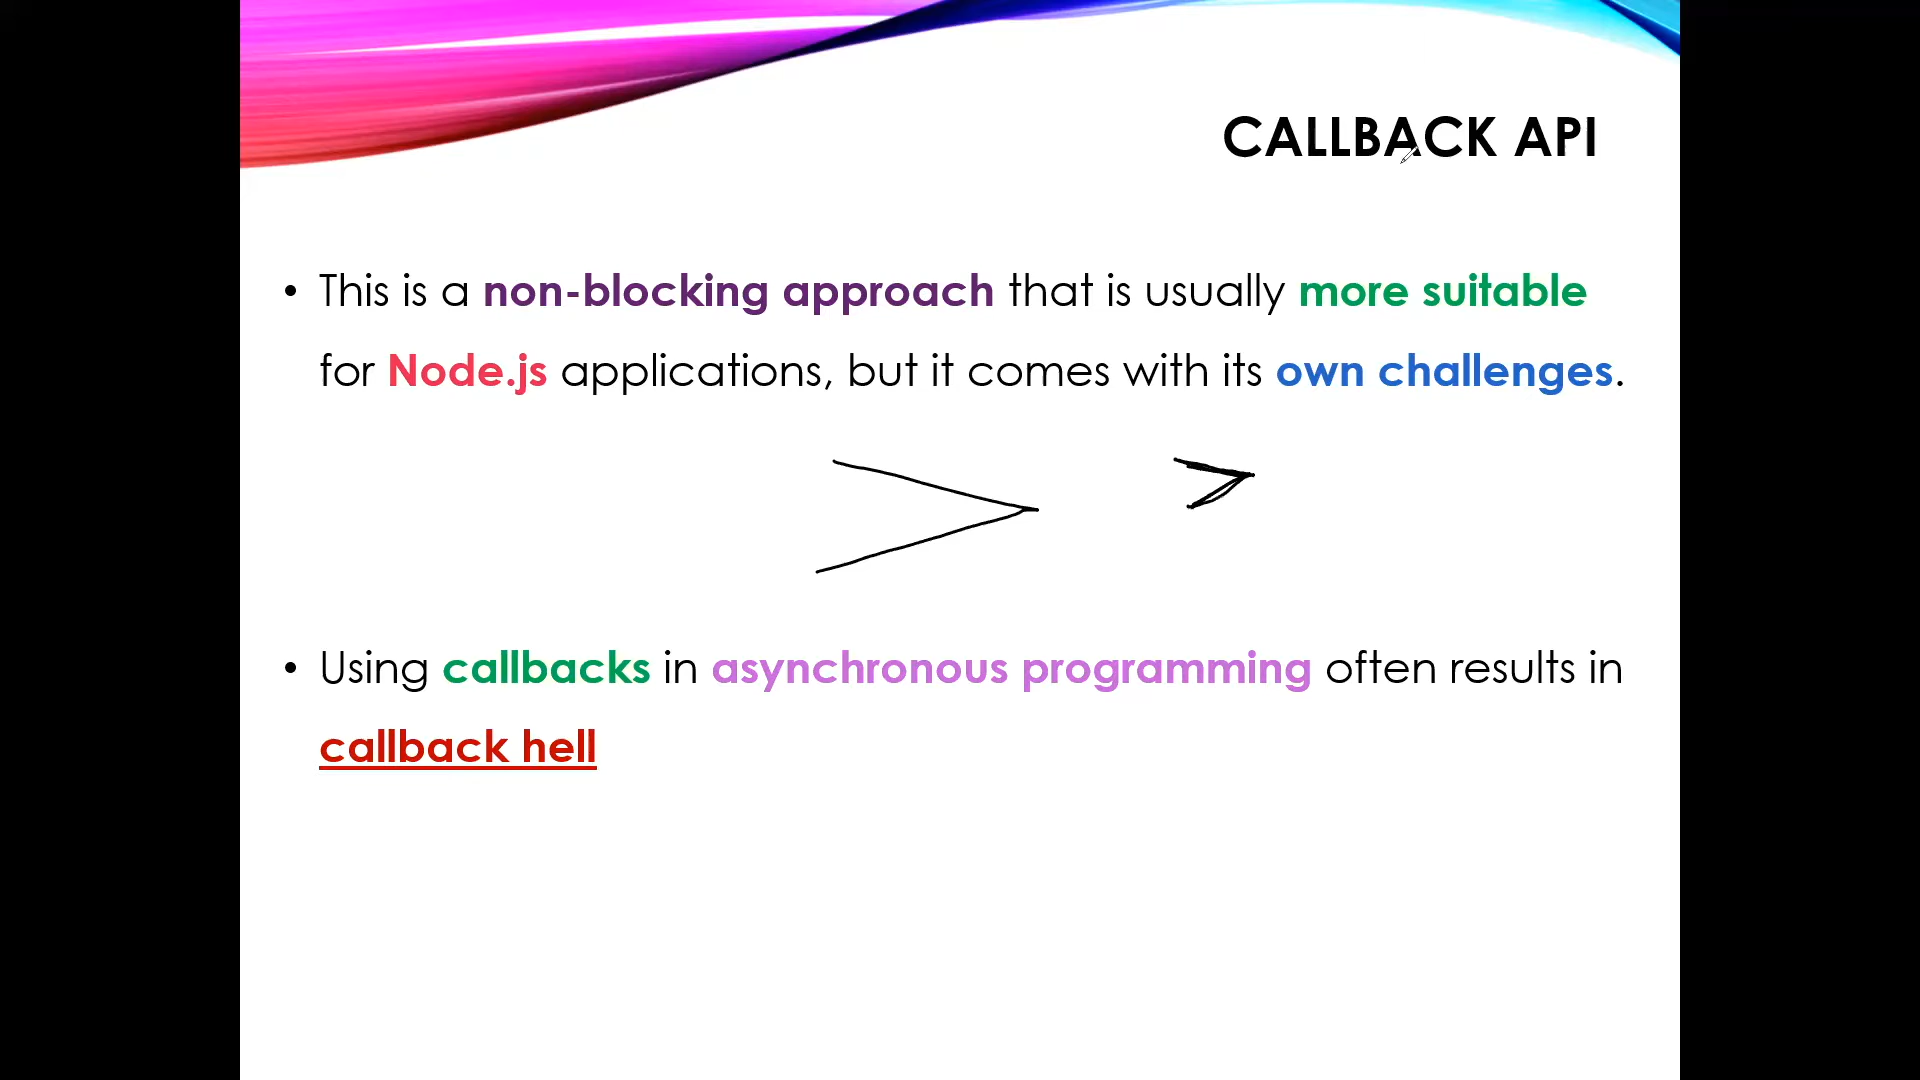 CALLBACK API
• This is a non-blocking approach that is usually more suitable
for Node.js applications, but it comes with its own challenges.
• Using callbacks in asynchronous programming often results in
callback hell